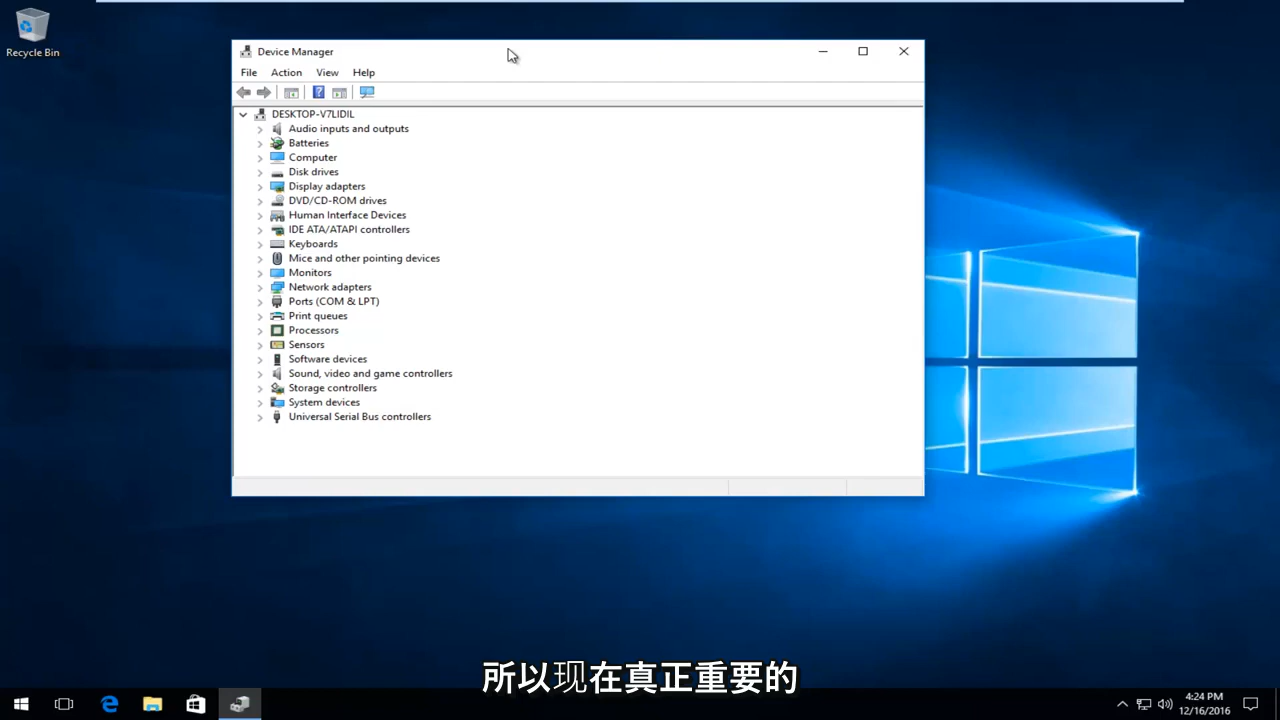 Recycle Bin
Device Manager
File Action View Help
DESKTOP-V7LIDIL
Audio inputs and outputs
Batteries
Computer
Disk drives
Display adapters
DVD/CD-ROM drives
Human Interface Devices
IDE ATA/ATAPI controllers
Keyboards
Mice and other pointing devices
Monitors
Network adapters
Ports (COM & LPT)
Print queues
Processors
Sensors
Software devices
Sound, video and game controllers
Storage controllers
System devices
Universal Serial Bus controllers
所以现在真正重要的
4:24 PM
12/16/2016